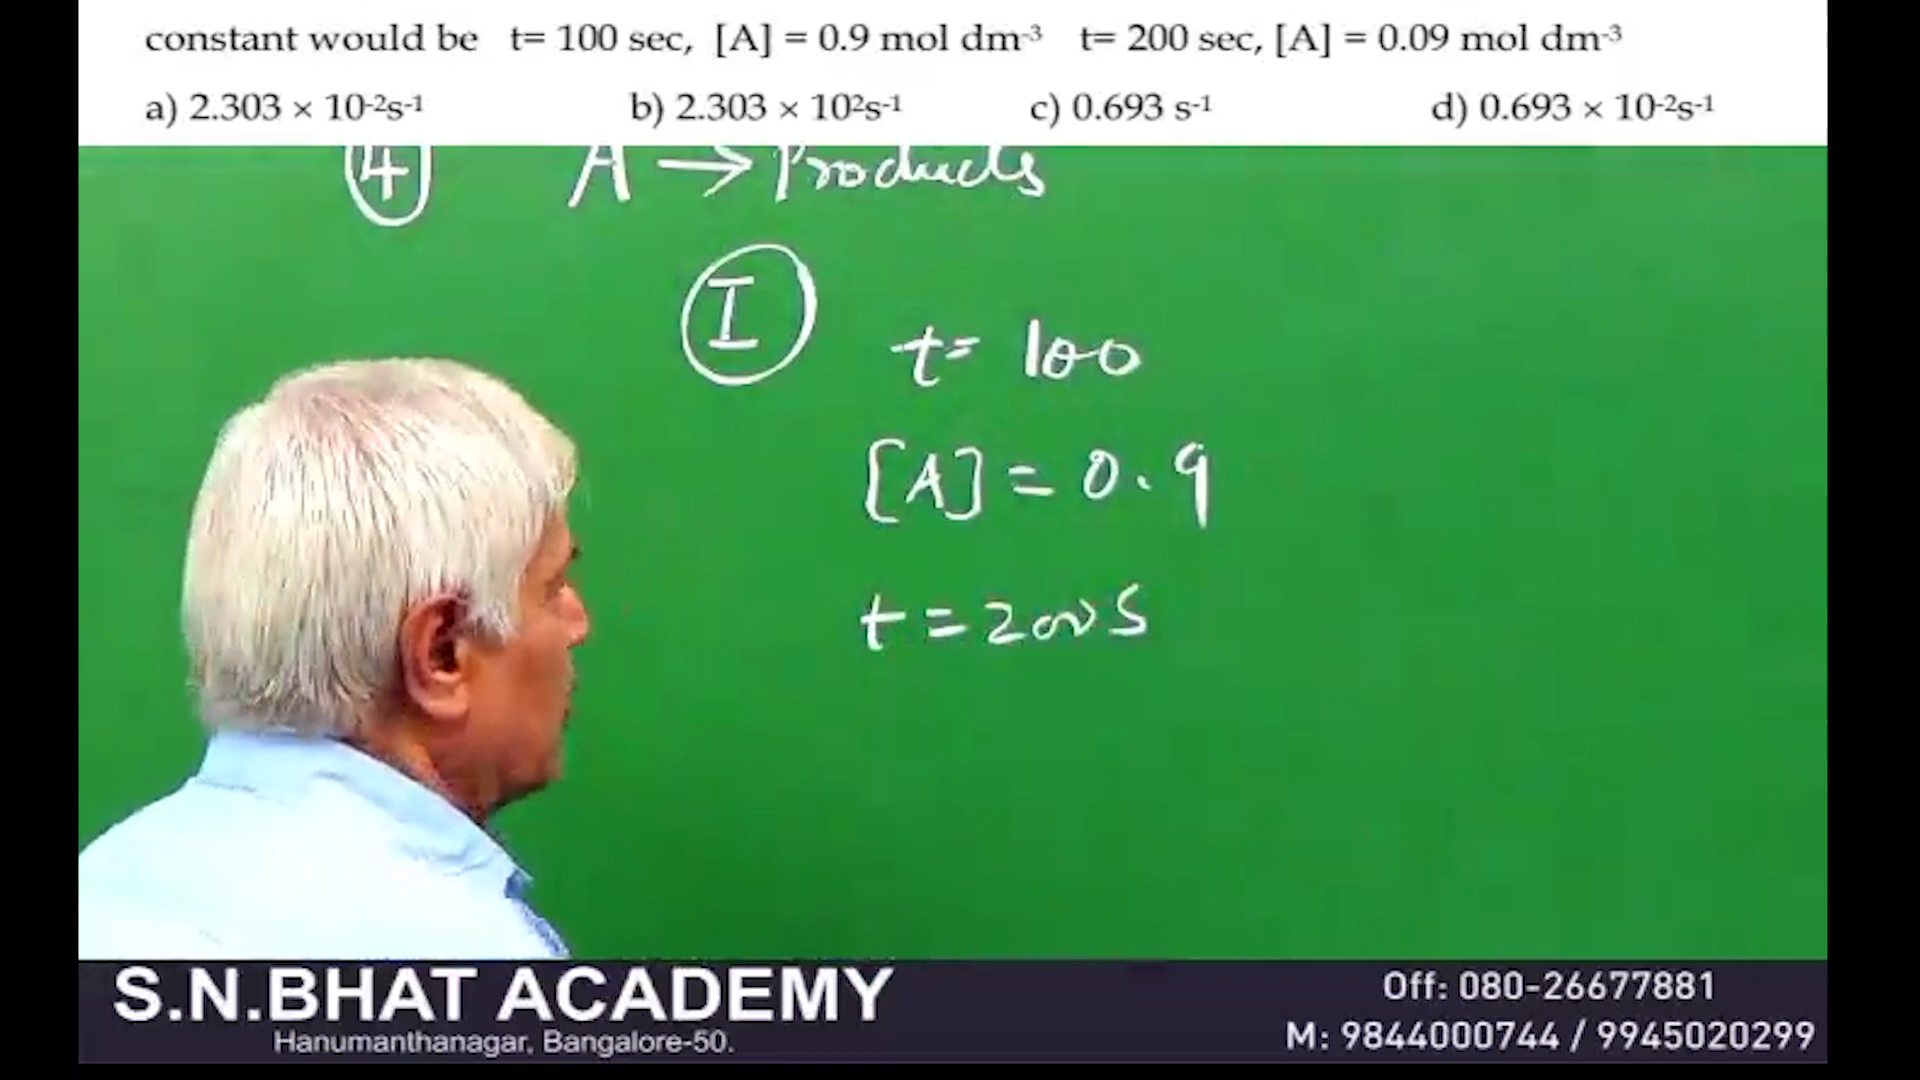 constant would be t= 100 sec, [A] = 0.9 mol dm⁻³ t= 200 sec, [A] = 0.09 mol dm⁻³
a) 2.303 × 10⁻²s⁻¹ b) 2.303 × 10²s⁻¹ c) 0.693 s⁻¹ d) 0.693 × 10⁻²s⁻¹
4 A → Products
I
t= 100
[A] = 0.9
t = 200 S
S.N.BHAT ACADEMY
Hanumanthanagar, Bangalore-50.
Off: 080-26677881
M: 9844000744 / 9945020299